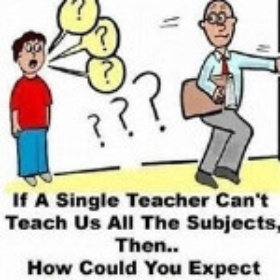 ? ? ?
? ? ?
If A Single Teacher Can't
Teach Us All The Subjects,
Then..
How Could You Expect